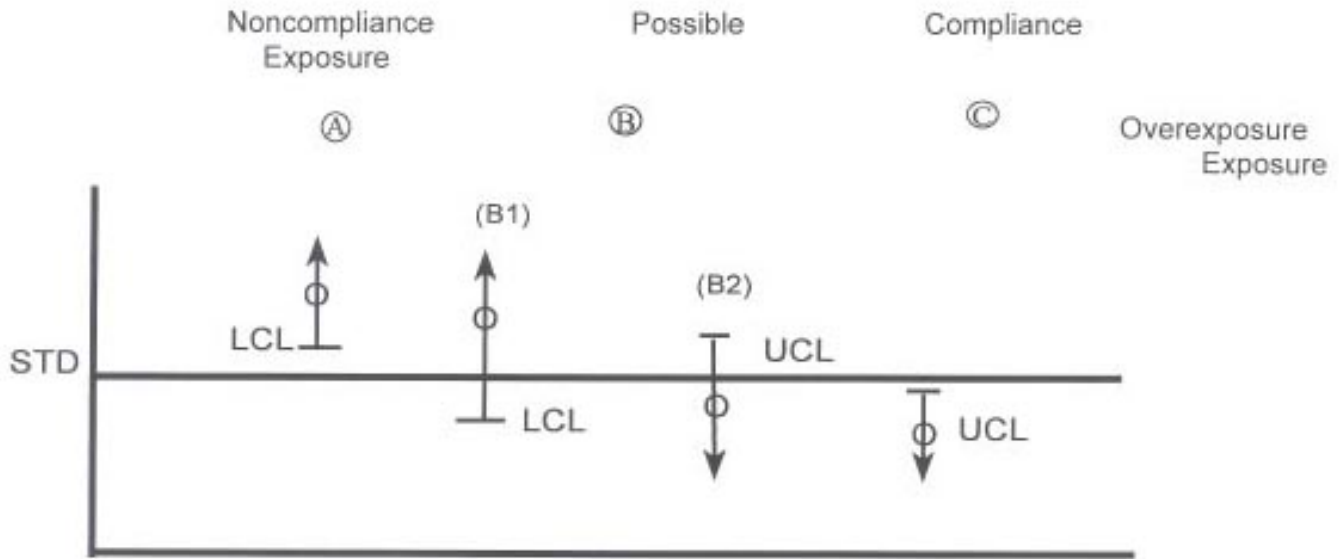 Noncompliance
Exposure
Possible
Compliance
Ⓐ
Ⓑ
Ⓒ
Overexposure
Exposure
(B1)
(B2)
LCL
UCL
STD
LCL
UCL